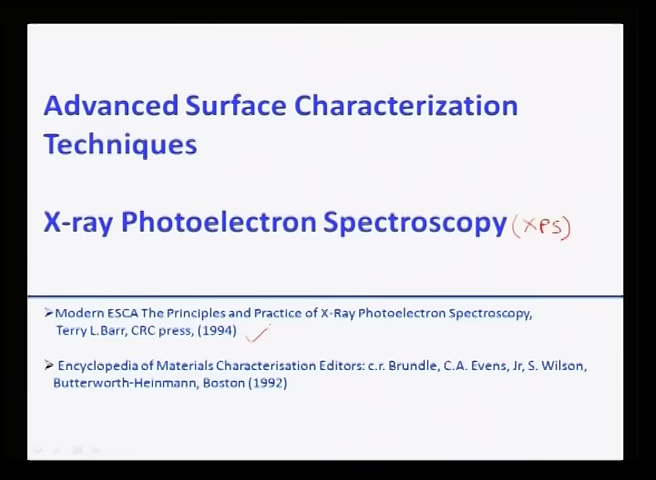 Advanced Surface Characterization
Techniques
X-ray Photoelectron Spectroscopy (XPS)
➢Modern ESCA The Principles and Practice of X-Ray Photoelectron Spectroscopy,
Terry L.Barr, CRC press, (1994)
➢ Encyclopedia of Materials Characterisation Editors: c.r. Brundle, C.A. Evens, Jr, S. Wilson,
Butterworth-Heinmann, Boston (1992)